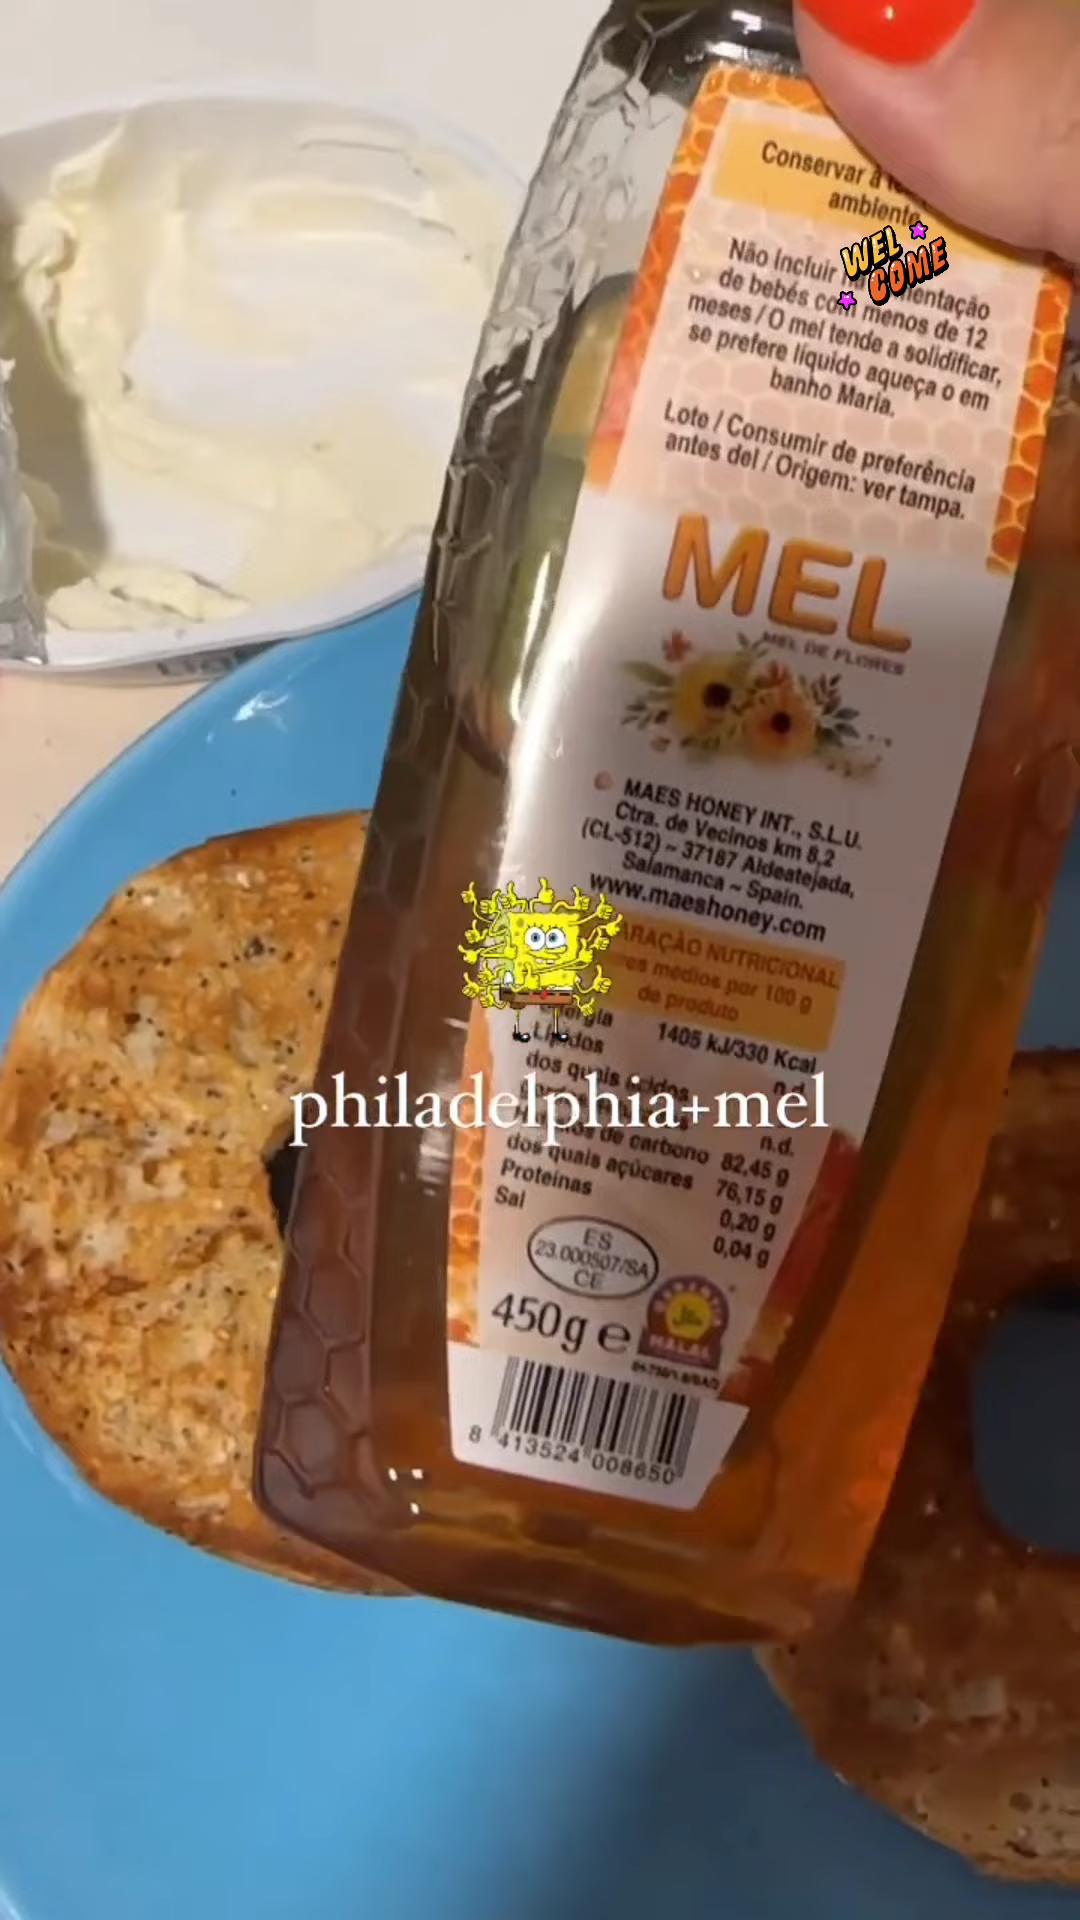 Conservar à
ambiente.
WEL
COME
Não incluir
de bebés com menos de 12
meses / O mel tende a solidificar,
se prefere líquido aqueça o em
banho Maria.
Lote / Consumir de preferência
antes del / Origem: ver tampa.
MEL
MEL DE FLORES
MAES HONEY INT., S.L.U.
Ctra. de Vecinos km 8,2
(CL-512) ~ 37187 Aldeatejada,
Salamanca ~ Spain.
www.maeshoney.com
NUTRICIONAL
médios por 100 g
de produto
1405 kJ/330 Kcal
Lípidos n.d.
dos quais ácidos
n.d.
philadelphia+mel
de carbono 82,45 g
dos quais açúcares 76,15 g
Proteínas 0,20 g
Sal 0,04 g
ES
23.000507/SA
CE
450g e
HALAL
8 413524 008650